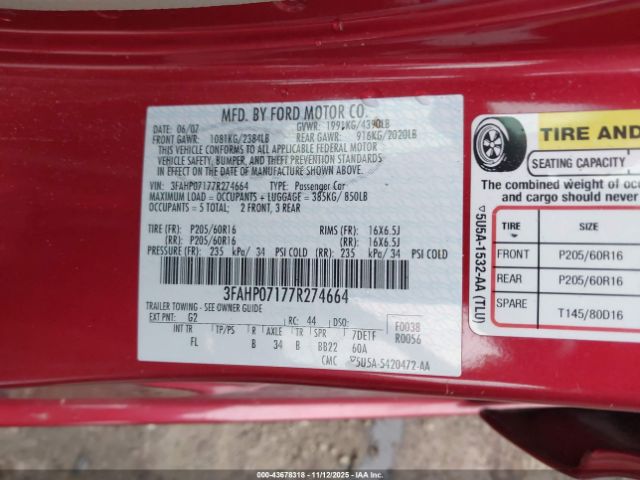 MFD. BY FORD MOTOR CO.
DATE: 06/07 GVWR: 1991KG/4390LB
FRONT GAWR: 1081KG/2384LB REAR GAWR: 916KG/2020LB
THIS VEHICLE CONFORMS TO ALL APPLICABLE FEDERAL MOTOR
VEHICLE SAFETY, BUMPER, AND THEFT PREVENTION STANDARDS
IN EFFECT ON THE DATE OF MANUFACTURE SHOWN ABOVE.
VIN: 3FAHP07177R274664 TYPE: Passenger Car
MAXIMUM LOAD = OCCUPANTS + LUGGAGE = 385KG/850LB
OCCUPANTS = 5 TOTAL; 2 FRONT, 3 REAR
TIRE (FR): P205/60R16 RIMS (FR): 16X6.5J
(RR): P205/60R16 (RR): 16X6.5J
PRESSURE (FR): 235 kPa/ 34 PSI COLD (RR): 235 kPa/ 34 PSI COLD
3FAHP07177R274664
TRAILER TOWING - SEE OWNER GUIDE
EXT PNT: G2 RC: 44 DSO: F0038
INT TR TP/PS R AXLE TR SPR 7DE1F R0056
FL B 34 B BB22 60A
CMC ▽5U5A-5420472-AA
▽5U5A-1532-AA (TLU)
TIRE AND
SEATING CAPACITY
The combined weight of oc
and cargo should never
TIRE SIZE
FRONT P205/60R16
REAR P205/60R16
SPARE T145/80D16
000-43678318 - 11/12/2025 - IAAI.COM